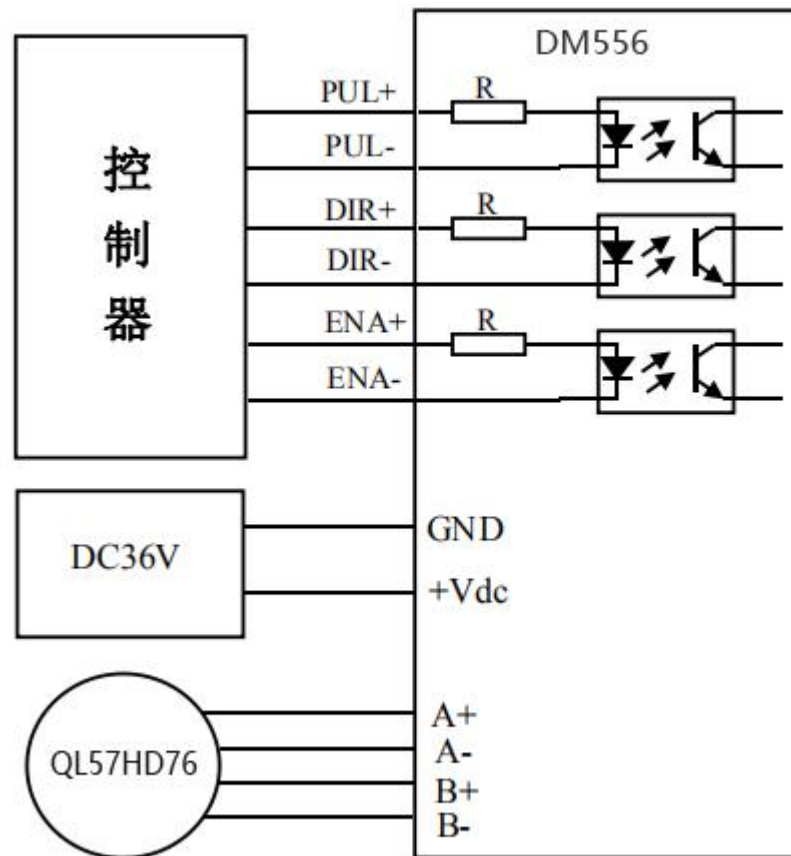 DM556
控
制
器
PUL+
R
PUL-
DIR+
R
DIR-
ENA+
R
ENA-
DC36V
GND
+Vdc
QL57HD76
A+
A-
B+
B-